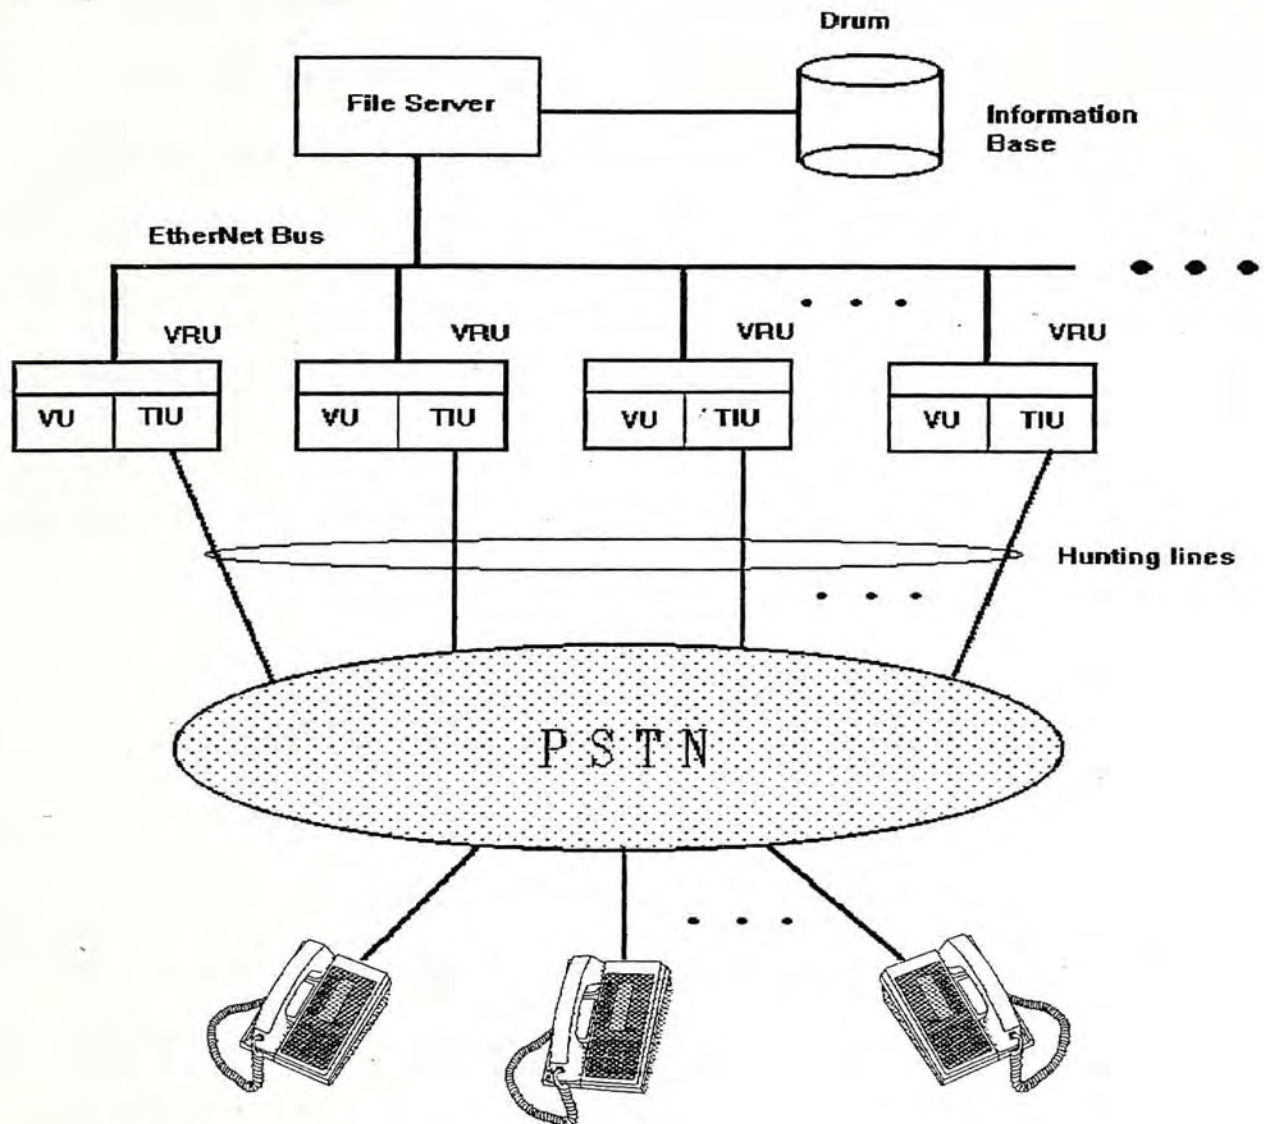 Drum
File Server
Information
Base
EtherNet Bus
VRU
VRU
VRU
VRU
VU
TIU
VU
TIU
VU
TIU
VU
TIU
Hunting lines
PSTN